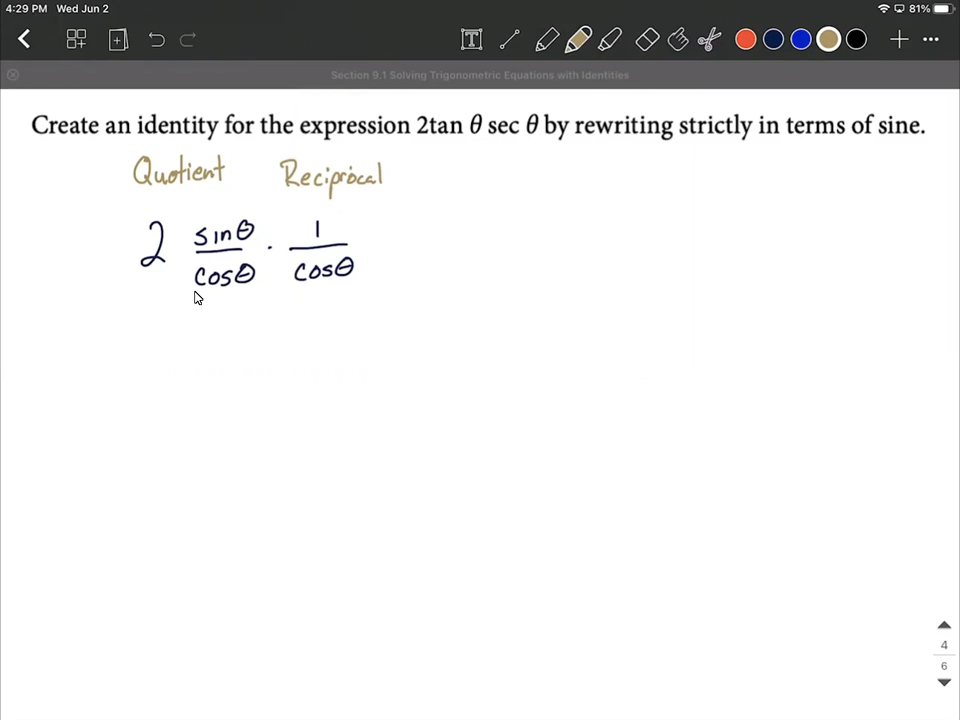 4:29 PM Wed Jun 2 81%
T
Section 9.1 Solving Trigonometric Equations with Identities
Create an identity for the expression 2tan θ sec θ by rewriting strictly in terms of sine.
Quotient Reciprocal
2 sinθ/cosθ · 1/cosθ
4
6